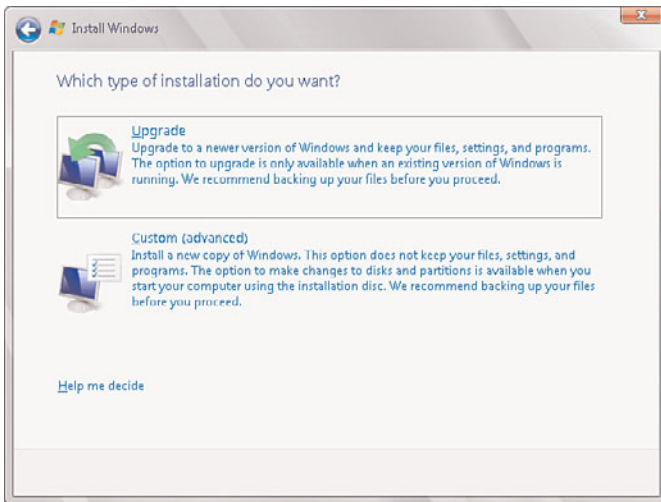 Install Windows
Which type of installation do you want?
Upgrade
Upgrade to a newer version of Windows and keep your files, settings, and programs.
The option to upgrade is only available when an existing version of Windows is
running. We recommend backing up your files before you proceed.
Custom (advanced)
Install a new copy of Windows. This option does not keep your files, settings, and
programs. The option to make changes to disks and partitions is available when you
start your computer using the installation disc. We recommend backing up your files
before you proceed.
Help me decide